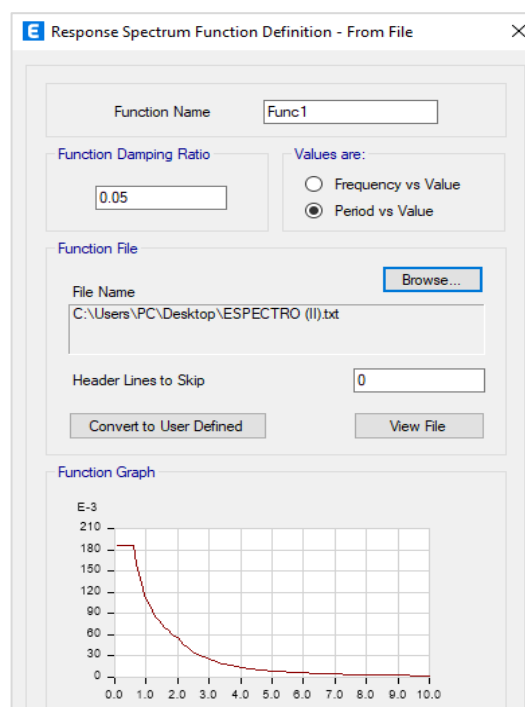 E Response Spectrum Function Definition - From File
Function Name Func1
Function Damping Ratio
0.05
Values are:
Frequency vs Value
Period vs Value
Function File
Browse...
File Name
C:\Users\PC\Desktop\ESPECTRO (II).txt
Header Lines to Skip 0
Convert to User Defined View File
Function Graph
E-3
210
180
150
120
90
60
30
0
0.0 1.0 2.0 3.0 4.0 5.0 6.0 7.0 8.0 9.0 10.0